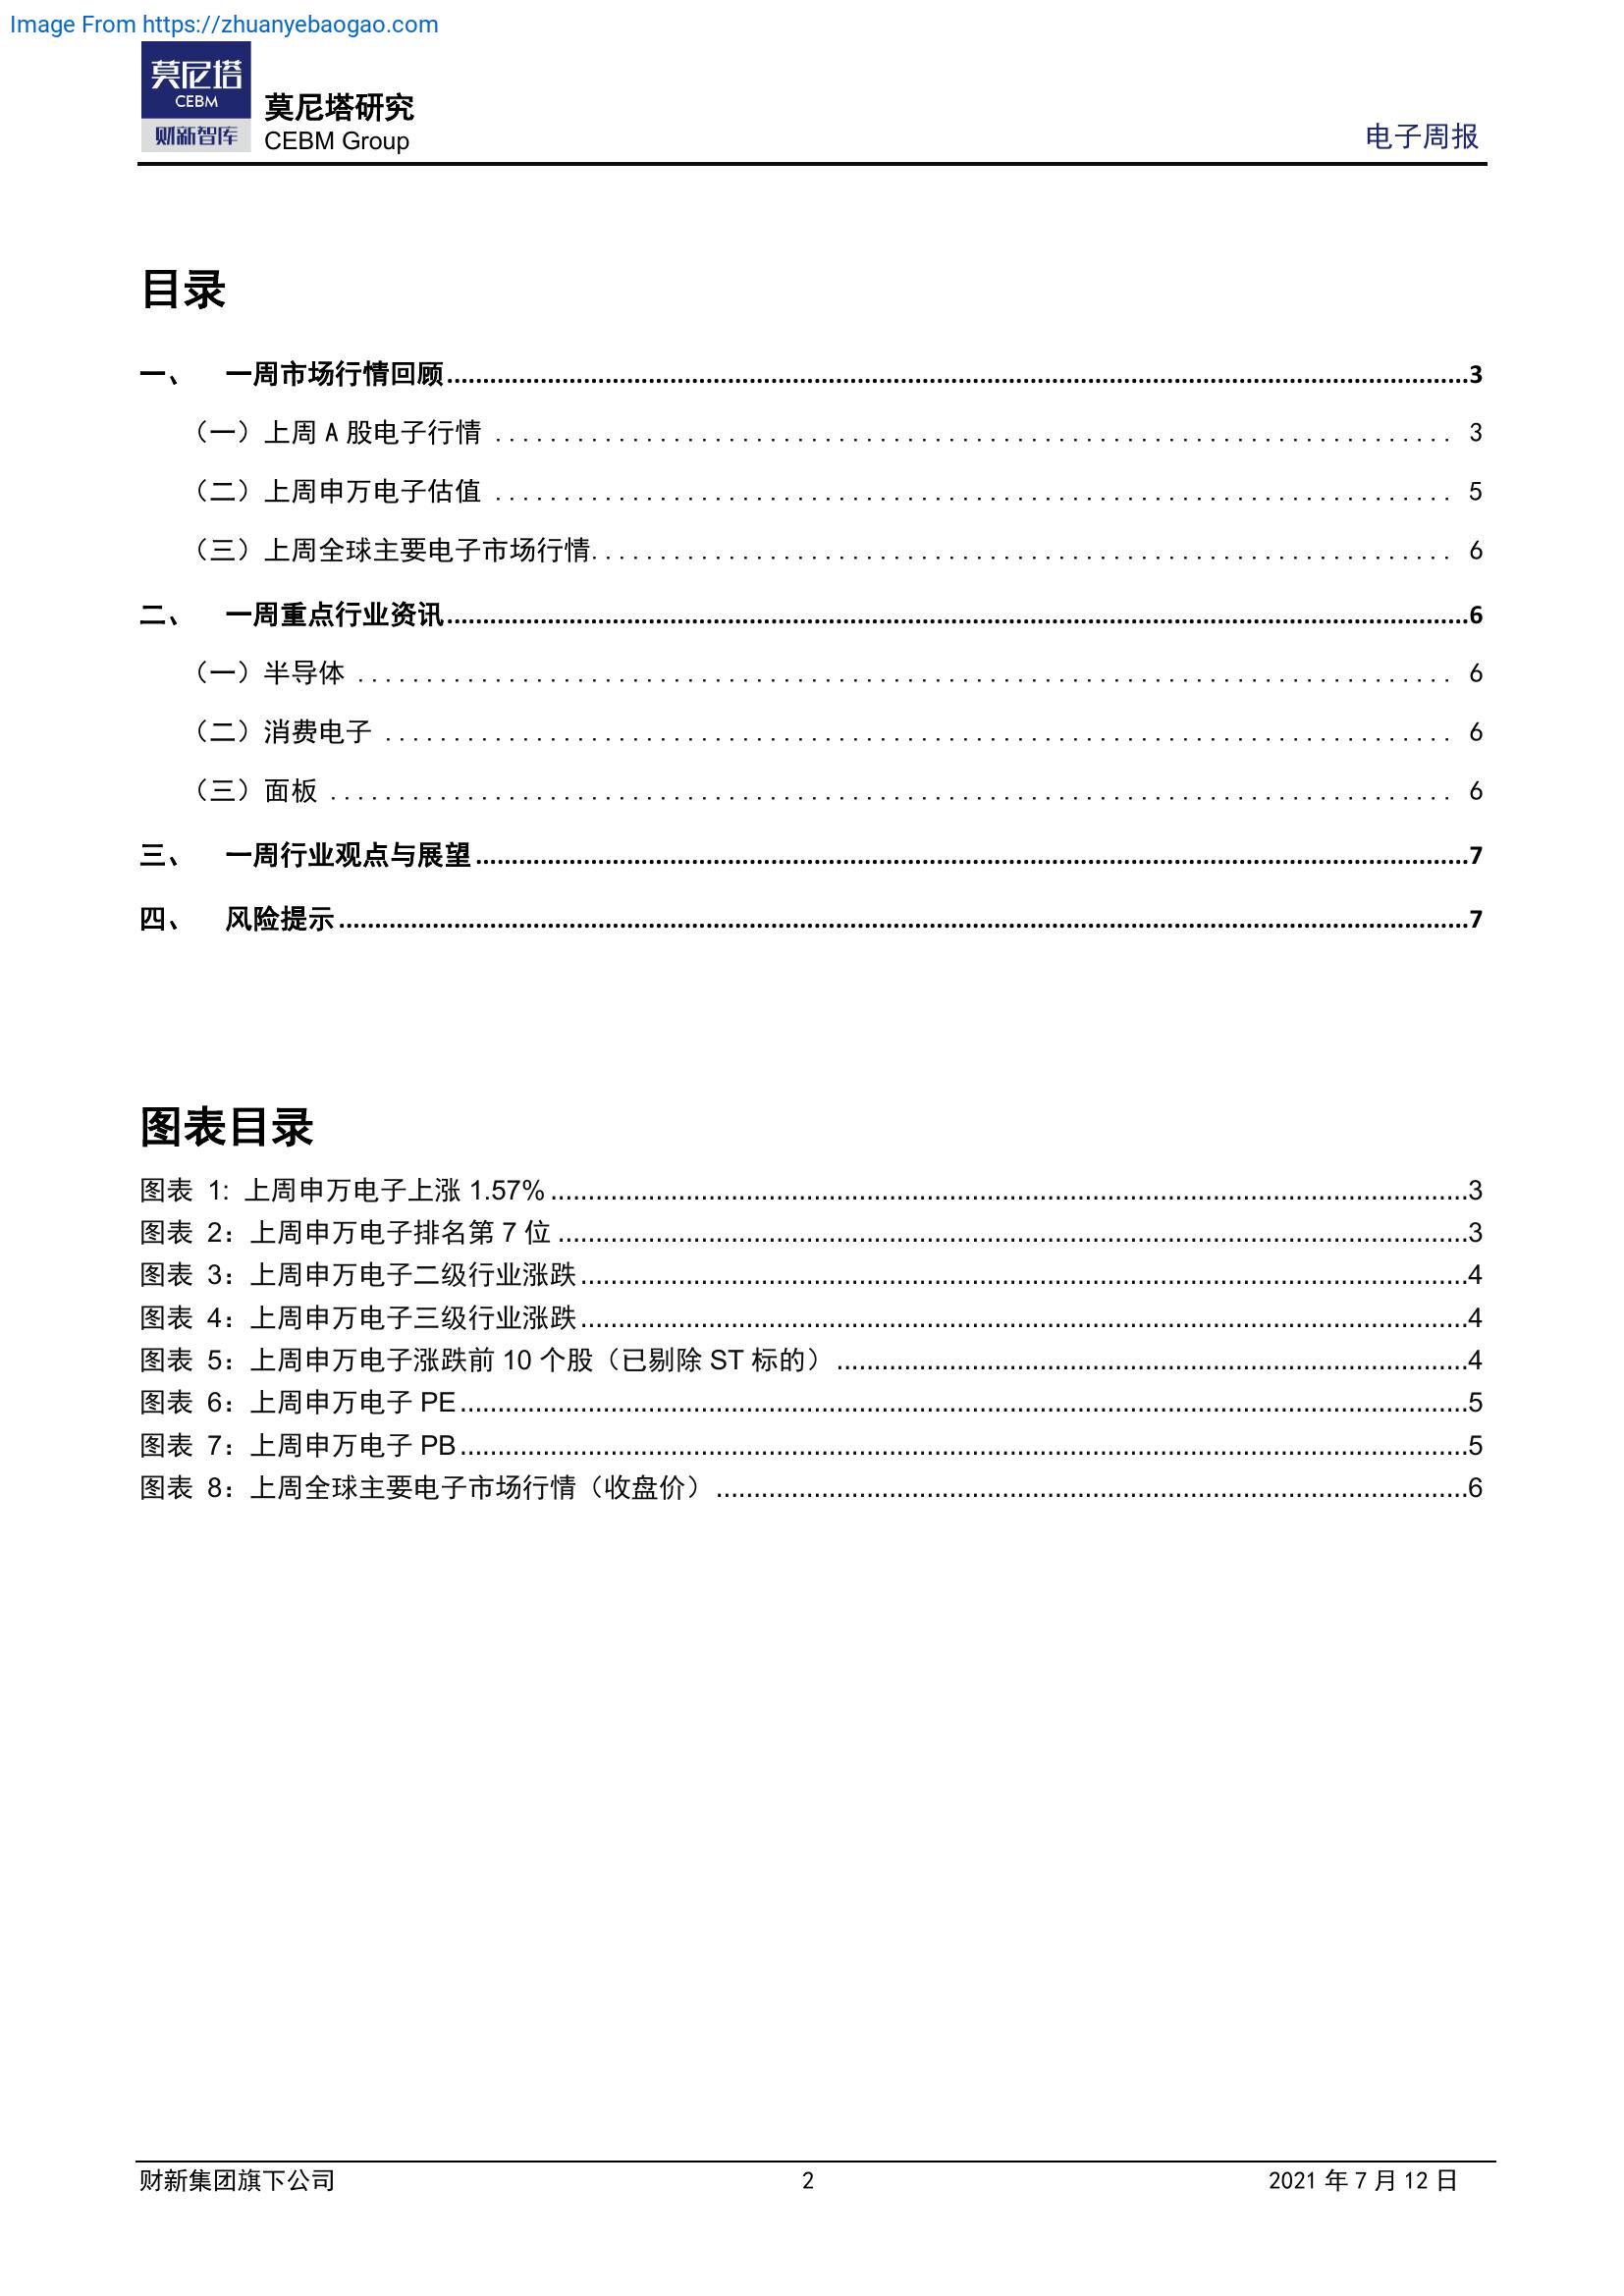 Image From https://zhuanyebaogao.com
莫尼塔
CEBM
财新智库
莫尼塔研究
CEBM Group
电子周报
目录
一、 一周市场行情回顾........3
（一）上周 A 股电子行情........3
（二）上周申万电子估值........5
（三）上周全球主要电子市场行情........6
二、 一周重点行业资讯........6
（一）半导体........6
（二）消费电子........6
（三）面板........6
三、 一周行业观点与展望........7
四、 风险提示........7
图表目录
图表 1: 上周申万电子上涨 1.57%........3
图表 2：上周申万电子排名第 7 位........3
图表 3：上周申万电子二级行业涨跌........4
图表 4：上周申万电子三级行业涨跌........4
图表 5：上周申万电子涨跌前 10 个股（已剔除 ST 标的）........4
图表 6：上周申万电子 PE........5
图表 7：上周申万电子 PB........5
图表 8：上周全球主要电子市场行情（收盘价）........6
财新集团旗下公司 2 2021 年 7 月 12 日